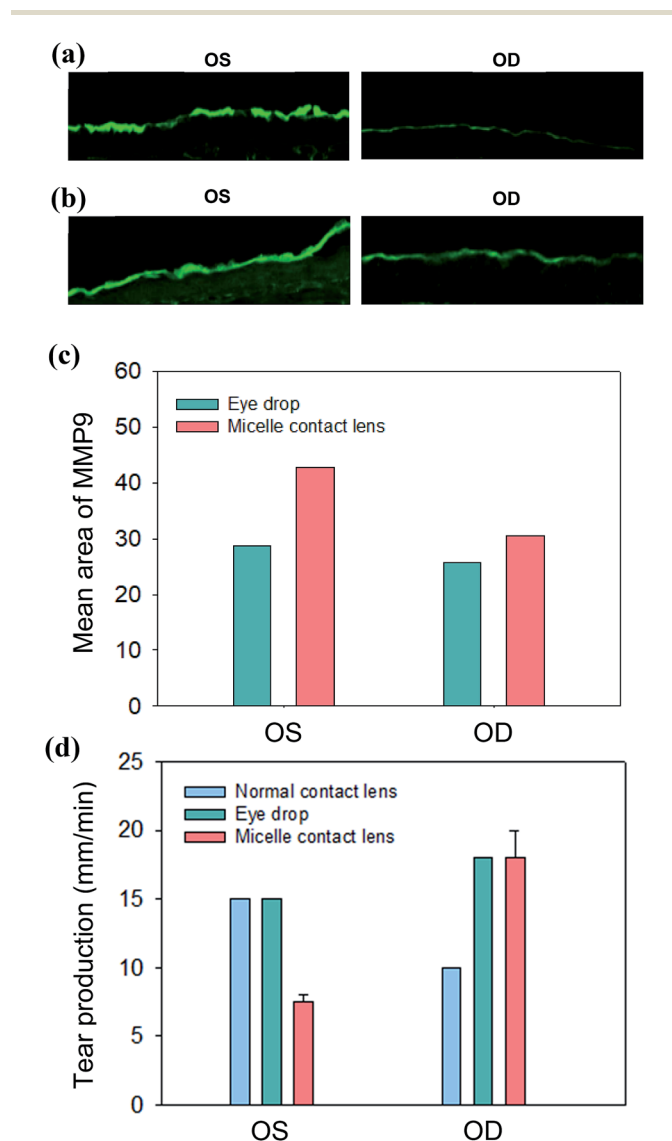 (a)
OS
OD
(b)
OS
OD
(c)
Mean area of MMP9
60
50
40
30
20
10
0
Eye drop
Micelle contact lens
OS
OD
(d)
Tear production (mm/min)
25
20
15
10
5
0
Normal contact lens
Eye drop
Micelle contact lens
OS
OD